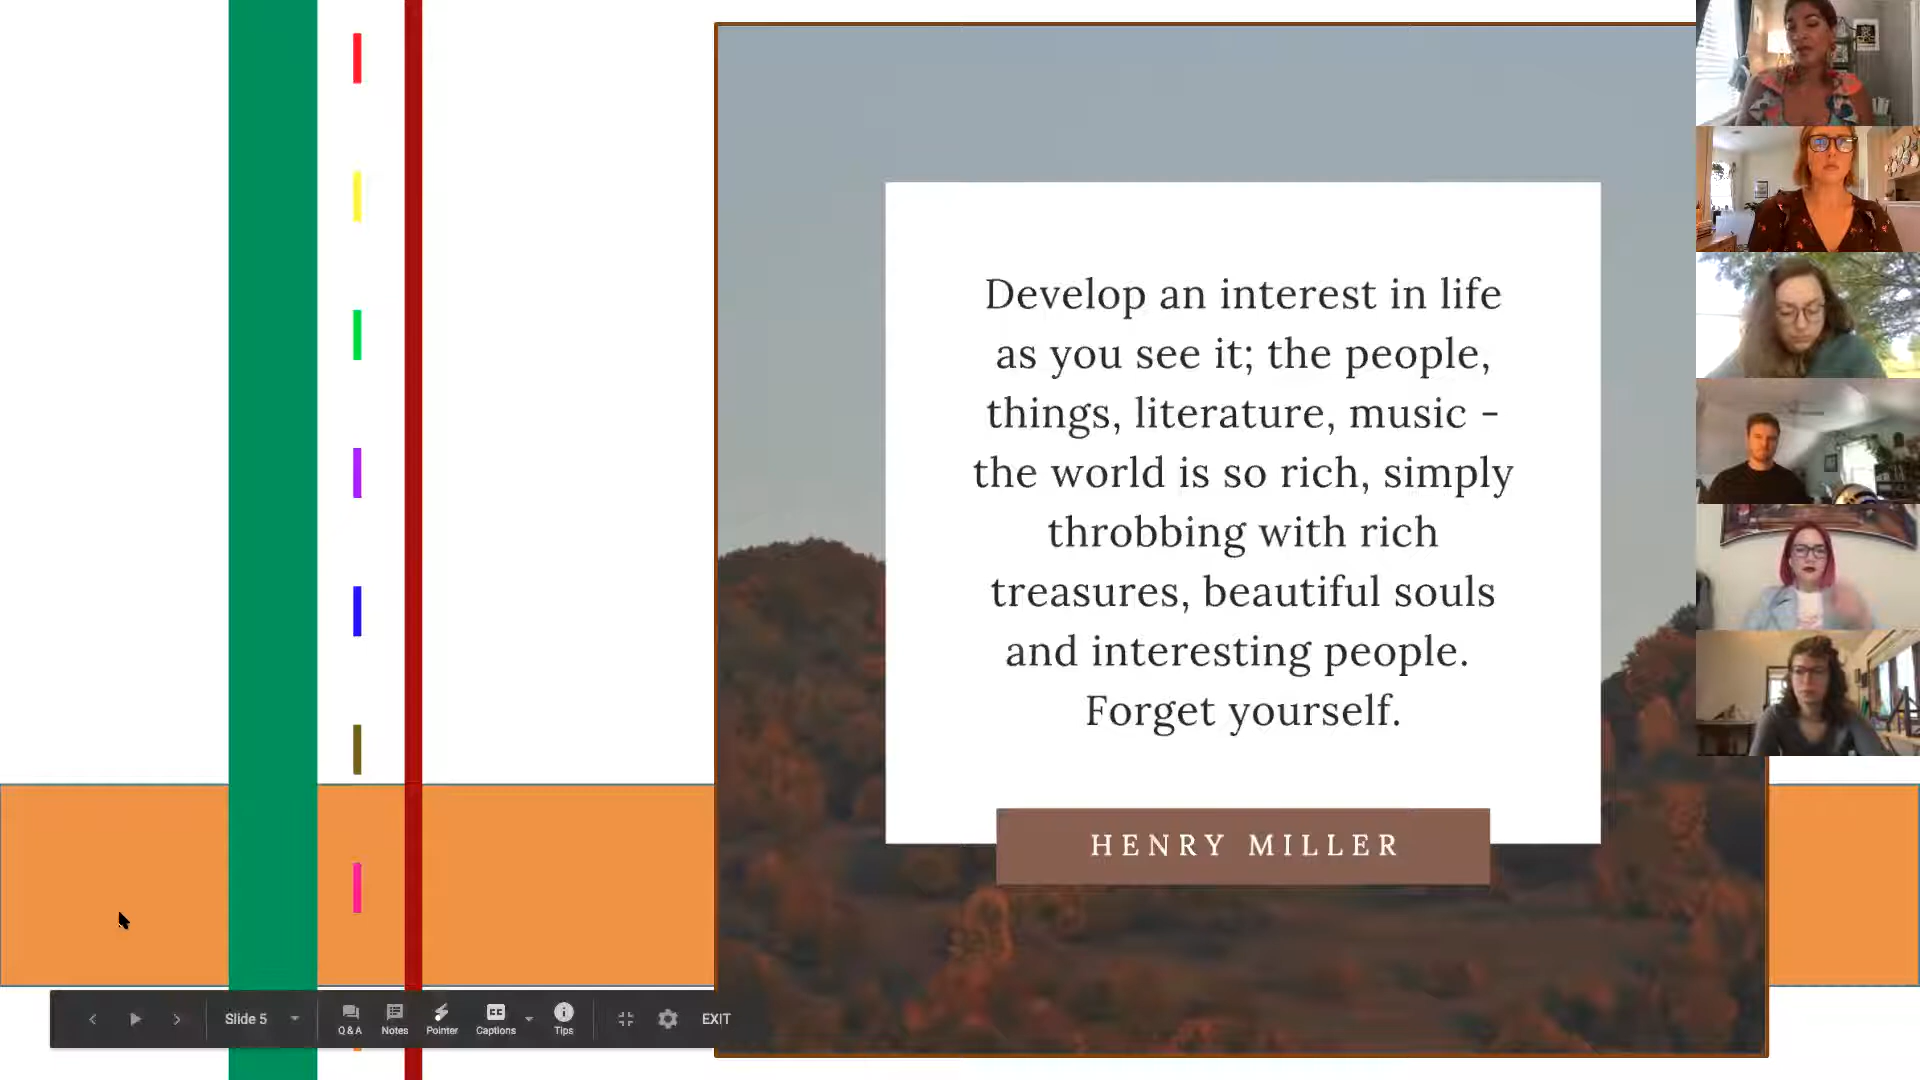 Develop an interest in life
as you see it; the people,
things, literature, music -
the world is so rich, simply
throbbing with rich
treasures, beautiful souls
and interesting people.
Forget yourself.
HENRY MILLER
Slide 5
Q & A
Notes
Pointer
CC
Captions
Tips
EXIT